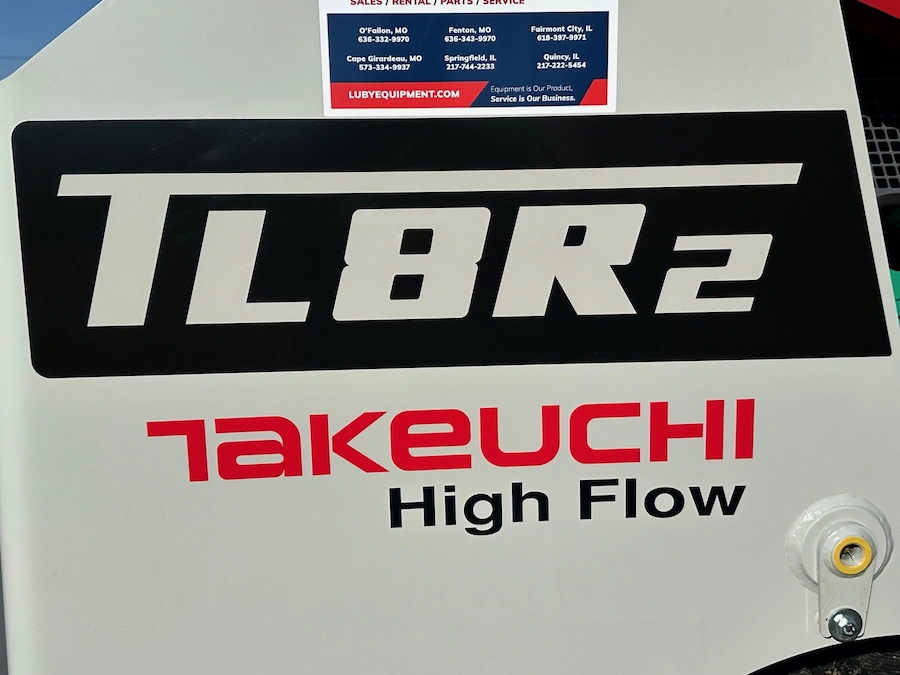 SALES / RENTAL / PARTS / SERVICE
O'Fallon, MO
636-332-9970
Fenton, MO
636-343-9970
Fairmont City, IL
618-397-9971
Cape Girardeau, MO
573-334-9937
Springfield, IL
217-744-2233
Quincy, IL
217-222-5454
LUBYEQUIPMENT.COM
Equipment is Our Product,
Service is Our Business.
TL8R2
TAKEUCHI
High Flow